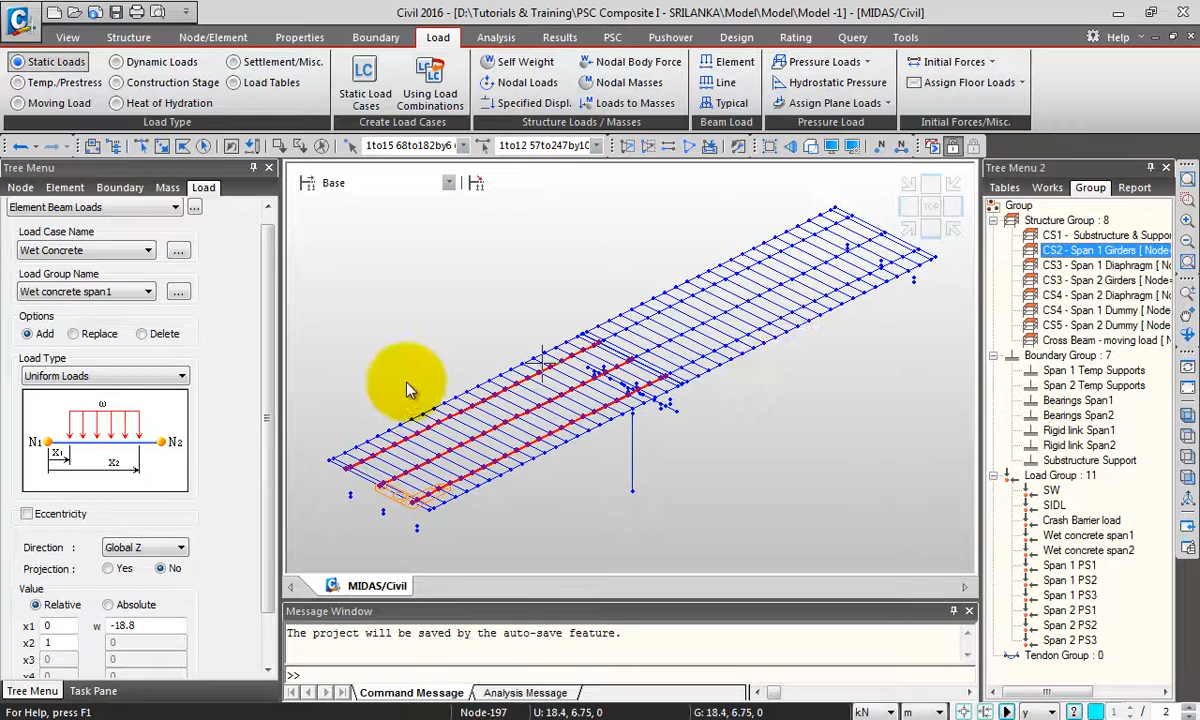 Civil 2016 - [D:\Tutorials & Training\PSC Composite I - SRILANKA\Model\Model\Model -1] - [MIDAS/Civil]
View Structure Node/Element Properties Boundary Load Analysis Results PSC Pushover Design Rating Query Tools Help
Static Loads Dynamic Loads Settlement/Misc.
Temp./Prestress Construction Stage Load Tables
Moving Load Heat of Hydration
Load Type
Static Load Cases
Using Load Combinations
Create Load Cases
Self Weight Nodal Body Force
Nodal Loads Nodal Masses
Specified Displ. Loads to Masses
Structure Loads / Masses
Element
Line
Typical
Beam Load
Pressure Loads
Hydrostatic Pressure
Assign Plane Loads
Pressure Load
Initial Forces
Assign Floor Loads
Initial Forces/Misc.
1to15 68to182by6 1to12 57to247by10
Tree Menu
Node Element Boundary Mass Load
Element Beam Loads ...
Load Case Name
Wet Concrete ...
Load Group Name
Wet concrete span1 ...
Options
Add Replace Delete
Load Type
Uniform Loads
ω
N1 N2
X1
X2
Eccentricity
Direction : Global Z
Projection : Yes No
Value
Relative Absolute
x1 0 w -18.8
x2 1 0
x3 0 0
x4
Tree Menu Task Pane
Base
TOP
MIDAS/Civil
Message Window
The project will be saved by the auto-save feature.
>>
Command Message Analysis Message
Tree Menu 2
Tables Works Group Report
Group
Structure Group : 8
CS1 - Substructure & Suppo
CS2 - Span 1 Girders [ Node=
CS3 - Span 1 Diaphragm [ N
CS3 - Span 2 Girders [ Node=
CS4 - Span 2 Diaphragm [ N
CS4 - Span 1 Dummy [ Node
CS5 - Span 2 Dummy [ Node
Cross Beam - moving load [
Boundary Group : 7
Span 1 Temp Supports
Span 2 Temp Supports
Bearings Span1
Bearings Span2
Rigid link Span1
Rigid link Span2
Substructure Support
Load Group : 11
SW
SIDL
Crash Barrier load
Wet concrete span1
Wet concrete span2
Span 1 PS1
Span 1 PS2
Span 1 PS3
Span 2 PS1
Span 2 PS2
Span 2 PS3
Tendon Group : 0
For Help, press F1 Node-197 U: 18.4, 6.75, 0 G: 18.4, 6.75, 0 kN m y 1 / 2